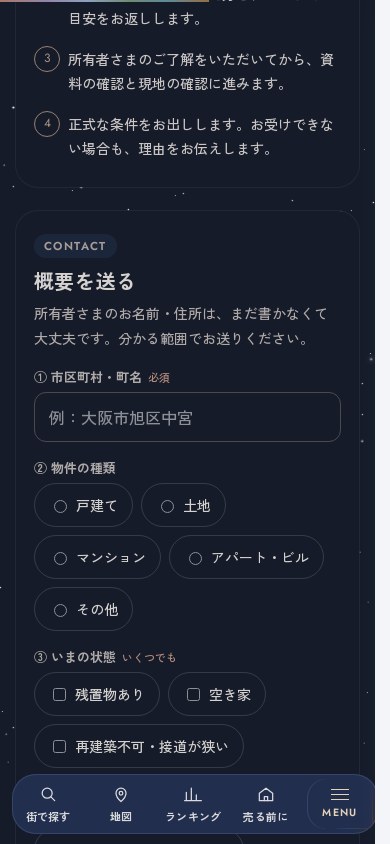 目安をお返しします。
3 所有者さまのご了解をいただいてから、資
料の確認と現地の確認に進みます。
4 正式な条件をお出しします。お受けできな
い場合も、理由をお伝えします。
CONTACT
概要を送る
所有者さまのお名前・住所は、まだ書かなくて
大丈夫です。分かる範囲でお送りください。
① 市区町村・町名 必須
例：大阪市旭区中宮
② 物件の種類
戸建て 土地
マンション アパート・ビル
その他
③ いまの状態 いくつでも
残置物あり 空き家
再建築不可・接道が狭い
街で探す 地図 ランキング 売る前に MENU